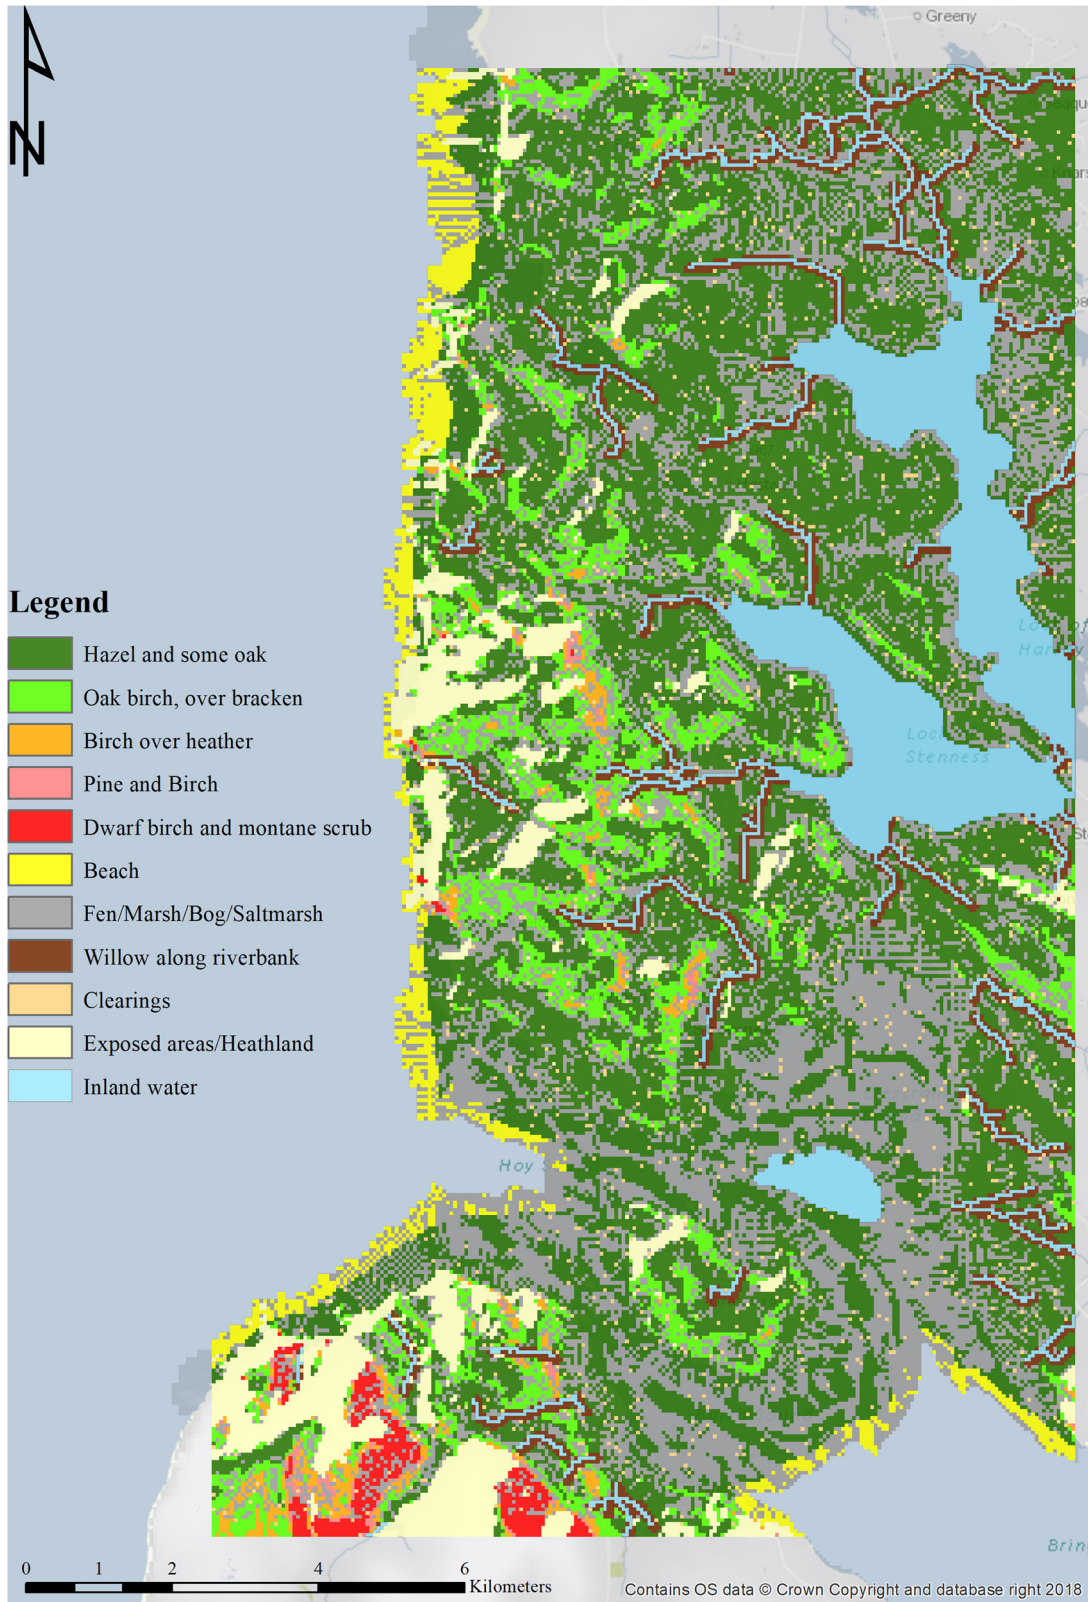 Greeny
N
Legend
Hazel and some oak
Oak birch, over bracken
Birch over heather
Pine and Birch
Dwarf birch and montane scrub
Beach
Fen/Marsh/Bog/Saltmarsh
Willow along riverbank
Clearings
Exposed areas/Heathland
Inland water
Stenness
Hoy
0 1 2 4 6
Kilometers
Contains OS data © Crown Copyright and database right 2018